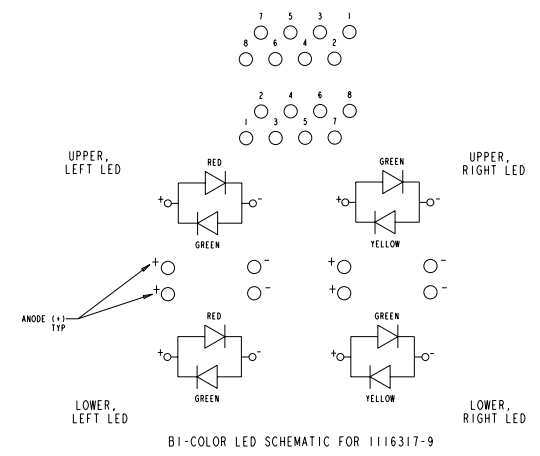 7 5 3 1
8 6 4 2
2 4 6 8
1 3 5 7
UPPER,
LEFT LED
RED
GREEN
UPPER,
RIGHT LED
+ -
+ -
GREEN
YELLOW
+ - + -
+ - + -
ANODE (+)
TYP
RED
GREEN
+ -
+ -
GREEN
YELLOW
LOWER,
LEFT LED
LOWER,
RIGHT LED
BI-COLOR LED SCHEMATIC FOR 1116317-9